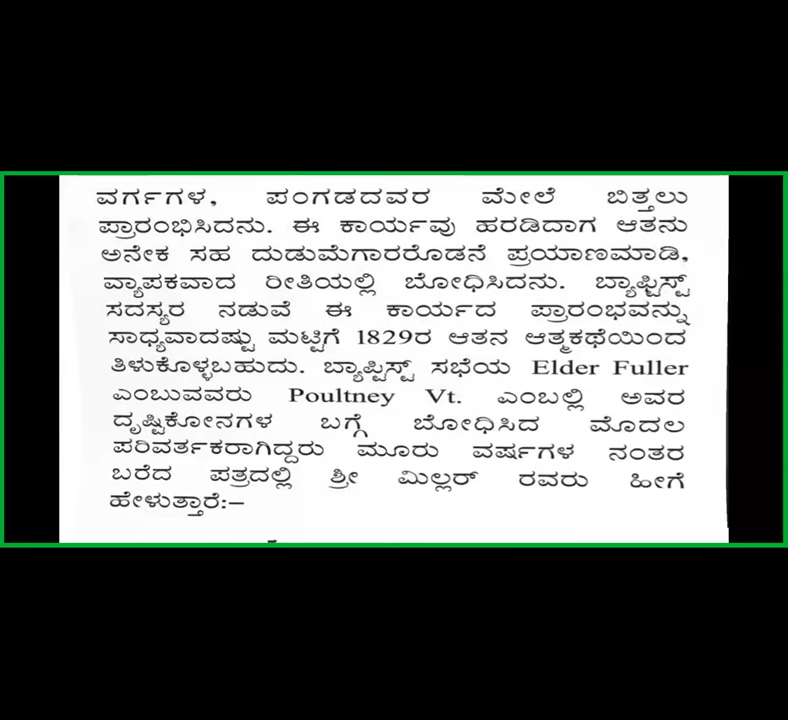 ವರ್ಗಗಳ, ಪಂಗಡದವರ ಮೇಲೆ ಬಿತ್ತಲು
ಪ್ರಾರಂಭಿಸಿದನು. ಈ ಕಾರ್ಯವು ಹರಡಿದಾಗ ಆತನು
ಅನೇಕ ಸಹ ದುಡುಮೆಗಾರರೊಡನೆ ಪ್ರಯಾಣಮಾಡಿ,
ವ್ಯಾಪಕವಾದ ರೀತಿಯಲ್ಲಿ ಬೋಧಿಸಿದನು. ಬ್ಯಾಪ್ಟಿಸ್ಟ್
ಸದಸ್ಯರ ನಡುವೆ ಈ ಕಾರ್ಯದ ಪ್ರಾರಂಭವನ್ನು
ಸಾಧ್ಯವಾದಷ್ಟು ಮಟ್ಟಿಗೆ 1829ರ ಆತನ ಆತ್ಮಕಥೆಯಿಂದ
ತಿಳುಕೊಳ್ಳಬಹುದು. ಬ್ಯಾಪ್ಟಿಸ್ಟ್ ಸಭೆಯ Elder Fuller
ಎಂಬುವವರು Poultney Vt. ಎಂಬಲ್ಲಿ ಅವರ
ದೃಷ್ಟಿಕೋನಗಳ ಬಗ್ಗೆ ಬೋಧಿಸಿದ ಮೊದಲ
ಪರಿವರ್ತಕರಾಗಿದ್ದರು ಮೂರು ವರ್ಷಗಳ ನಂತರ
ಬರೆದ ಪತ್ರದಲ್ಲಿ ಶ್ರೀ ಮಿಲ್ಲರ್ ರವರು ಹೀಗೆ
ಹೇಳುತ್ತಾರೆ:–